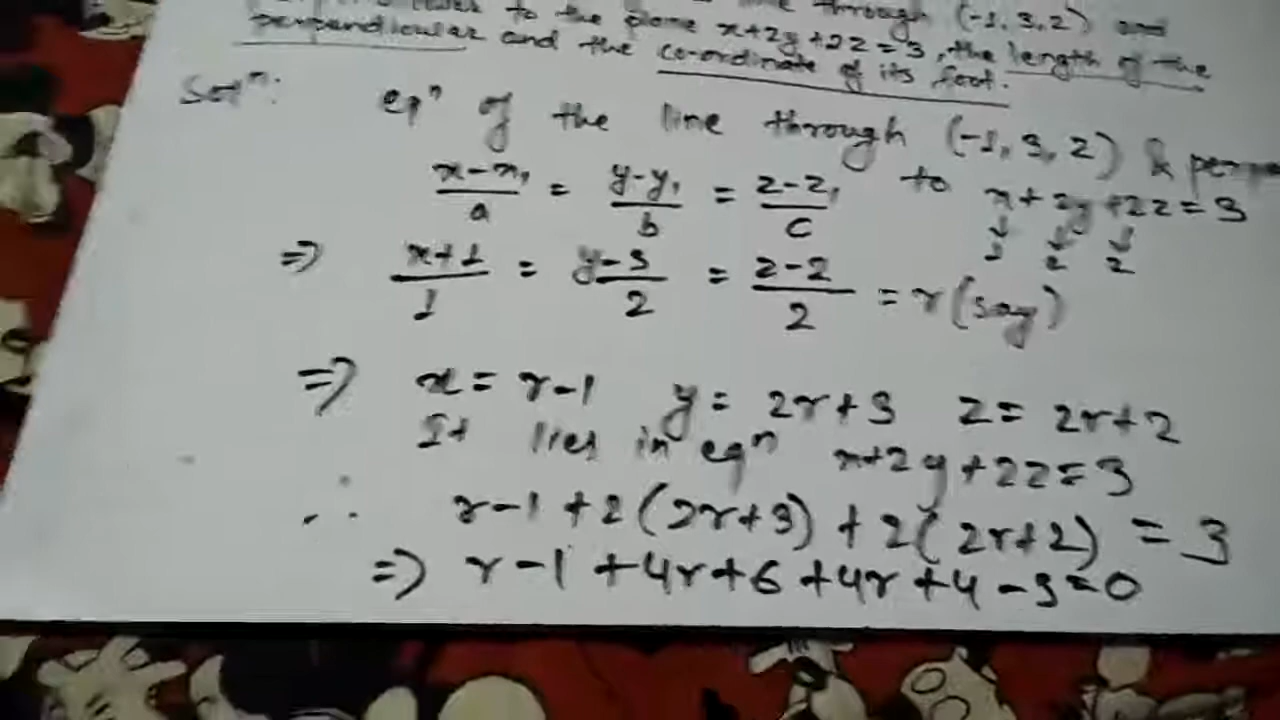 to the plane x+2y+2z=3, the length of the
perpendicular and the co-ordinate of its foot.
Solⁿ: eqⁿ of the line through (-1, 3, 2) &
x-x₁/a = y-y₁/b = z-z₁/c to x+2y+2z=3
↓ ↓ ↓
1 2 2
=> x+1/1 = y-3/2 = z-2/2 = r (say)
=> x = r-1 y = 2r+3 z = 2r+2
It lies in eqⁿ x+2y+2z=3
∴ r-1+2(2r+3)+2(2r+2) = 3
=> r-1+4r+6+4r+4-3=0